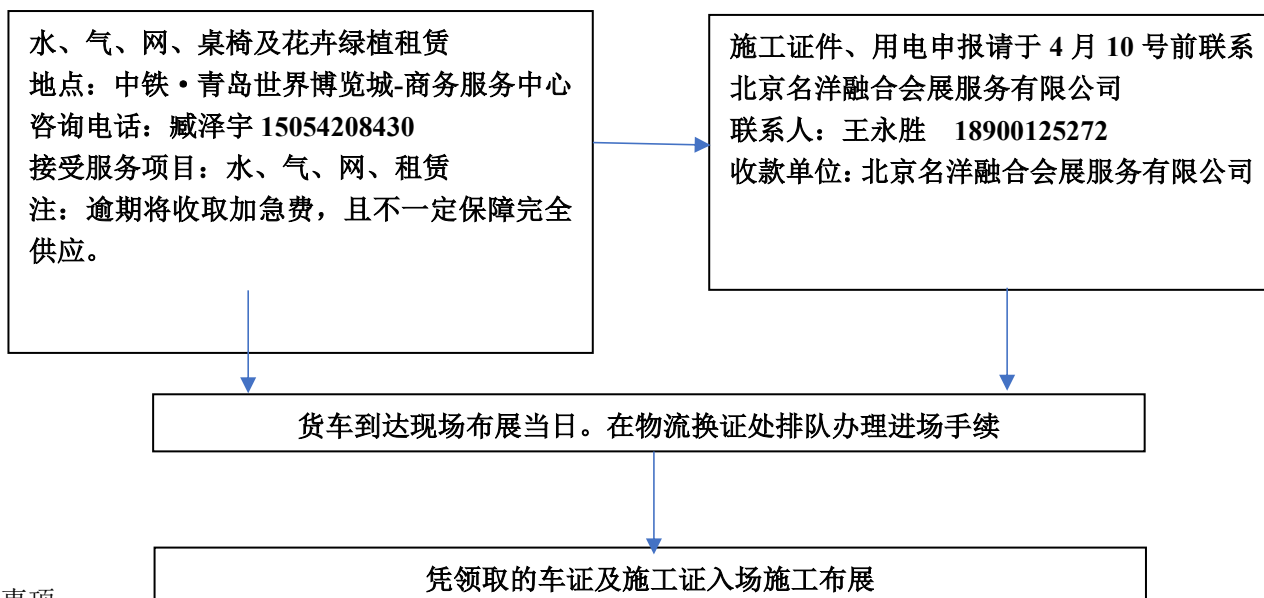 水、气、网、桌椅及花卉绿植租赁
地点：中铁•青岛世界博览城-商务服务中心
咨询电话：臧泽宇 15054208430
接受服务项目：水、气、网、租赁
注：逾期将收取加急费，且不一定保障完全
供应。
施工证件、用电申报请于 4 月 10 号前联系
北京名洋融合会展服务有限公司
联系人：王永胜 18900125272
收款单位：北京名洋融合会展服务有限公司
货车到达现场布展当日。在物流换证处排队办理进场手续
凭领取的车证及施工证入场施工布展
事项